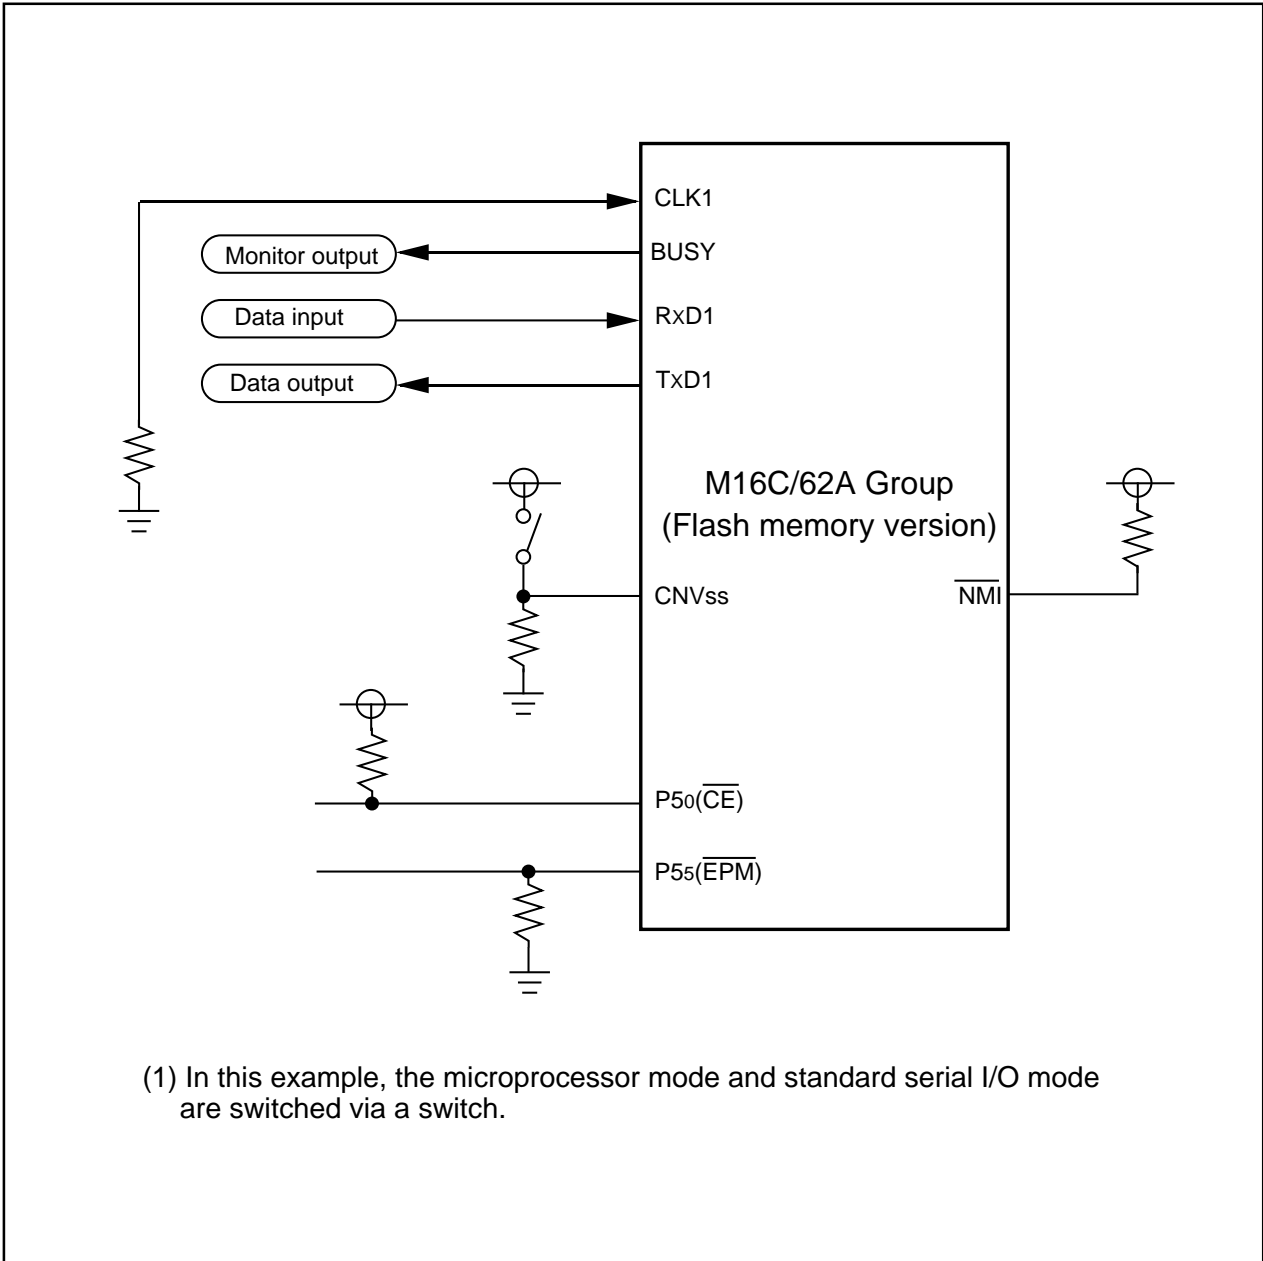 CLK1
Monitor output
BUSY
Data input
RxD1
Data output
TxD1
M16C/62A Group
(Flash memory version)
CNVss
NMI
P50(CE)
P55(EPM)
(1) In this example, the microprocessor mode and standard serial I/O mode
are switched via a switch.